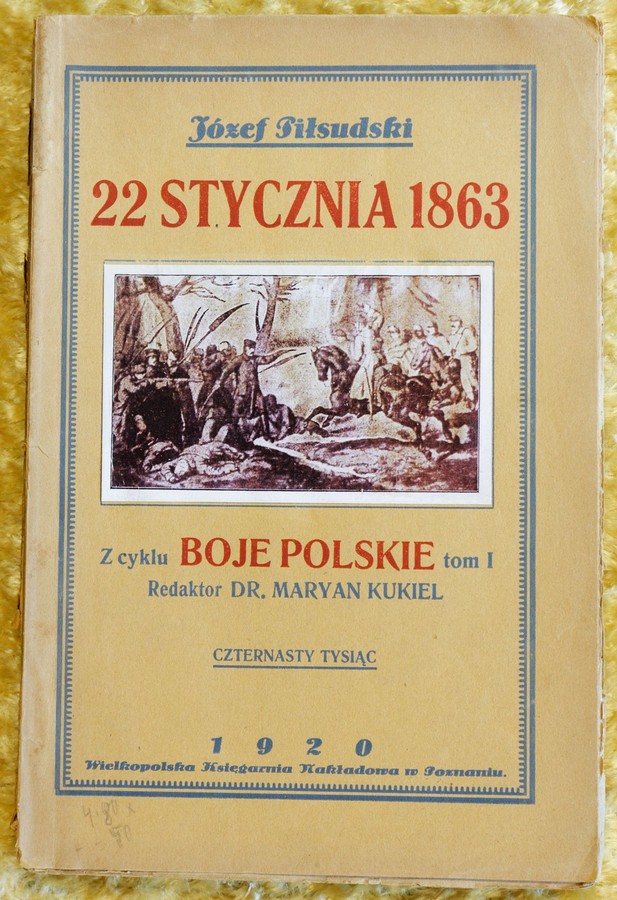 Józef Piłsudski
22 STYCZNIA 1863
Z cyklu BOJE POLSKIE tom I
Redaktor DR. MARYAN KUKIEL
CZTERNASTY TYSIĄC
1920
Wielkopolska Księgarnia Nakładowa w Poznaniu.